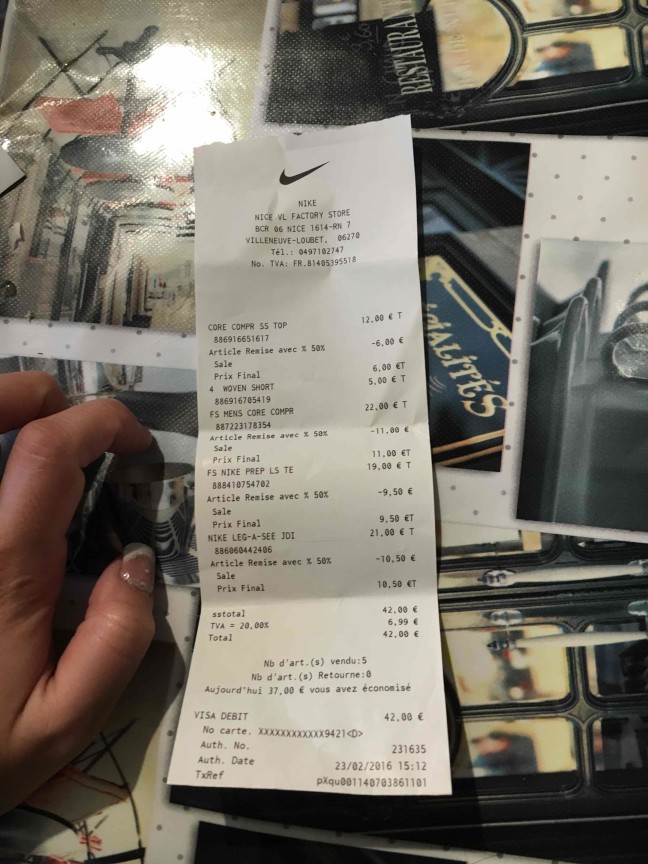 RESTAURANT
CIALITÉS
NIKE
NICE VL FACTORY STORE
BCR 06 NICE 1614-RN 7
VILLENEUVE-LOUBET, 06270
Tél.: 0497102747
No. TVA: FR.81405395518
CORE COMPR SS TOP 12,00 € T
886916651617
Article Remise avec % 50% -6,00 €
Sale
Prix Final 6,00 €T
4 WOVEN SHORT 5,00 € T
886916705419
FS MENS CORE COMPR 22,00 € T
887223178354
Article Remise avec % 50% -11,00 €
Sale
Prix Final 11,00 €T
FS NIKE PREP LS TE 19,00 € T
888410754702
Article Remise avec % 50% -9,50 €
Sale
Prix Final 9,50 €T
NIKE LEG-A-SEE JDI 21,00 € T
886060442406
Article Remise avec % 50% -10,50 €
Sale
Prix Final 10,50 €T
sstotal 42,00 €
TVA = 20,00% 6,99 €
Total 42,00 €
Nb d'art.(s) vendu:5
Nb d'art.(s) Retourne:0
Aujourd'hui 37,00 € vous avez économisé
VISA DEBIT 42,00 €
No carte. XXXXXXXXXXXX9421<D>
Auth. No. 231635
Auth. Date 23/02/2016 15:12
TxRef pXqu001140703861101